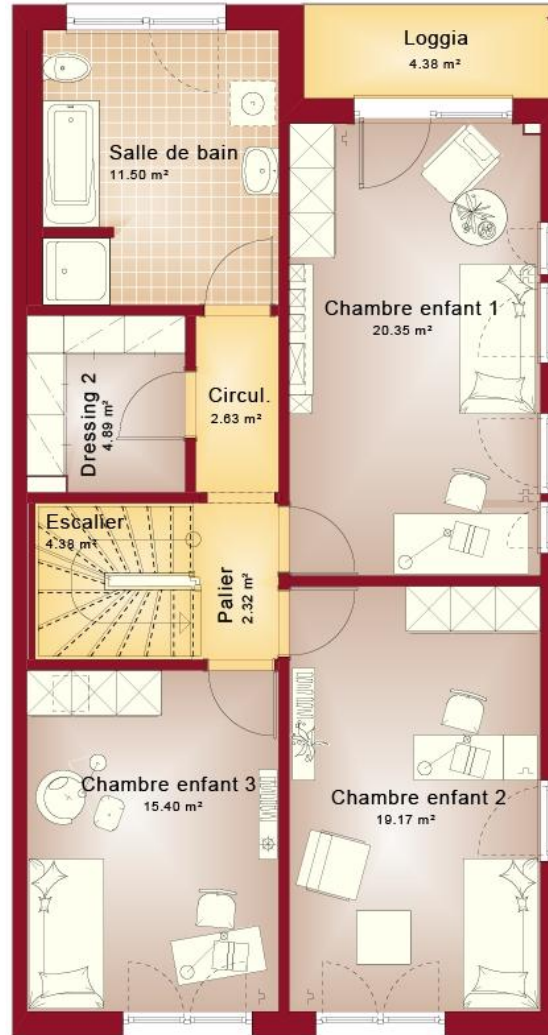 Loggia
4.38 m²
Salle de bain
11.50 m²
Chambre enfant 1
20.35 m²
Dressing 2
4.89 m²
Circul.
2.63 m²
Escalier
4.38 m²
Palier
2.32 m²
Chambre enfant 3
15.40 m²
Chambre enfant 2
19.17 m²